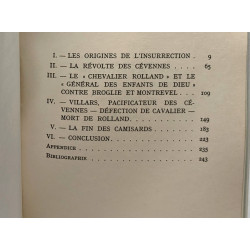 I. — LES ORIGINES DE L'INSURRECTION . . . . 9
II. — LA RÉVOLTE DES CÉVENNES . . . . . . 65
III. — LE « CHEVALIER ROLLAND » ET LE
« GÉNÉRAL DES ENFANTS DE DIEU »
CONTRE BROGLIE ET MONTREVEL . . . . 109
IV. — VILLARS, PACIFICATEUR DES CÉ-
VENNES — DÉFECTION DE CAVALIER —
MORT DE ROLLAND . . . . . . . . . . 149
V. — LA FIN DES CAMISARDS . . . . . . . . 183
VI. — CONCLUSION . . . . . . . . . . . . . . 223
APPENDICE . . . . . . . . . . . . . . . . . 235
BIBLIOGRAPHIE . . . . . . . . . . . . . . . 243